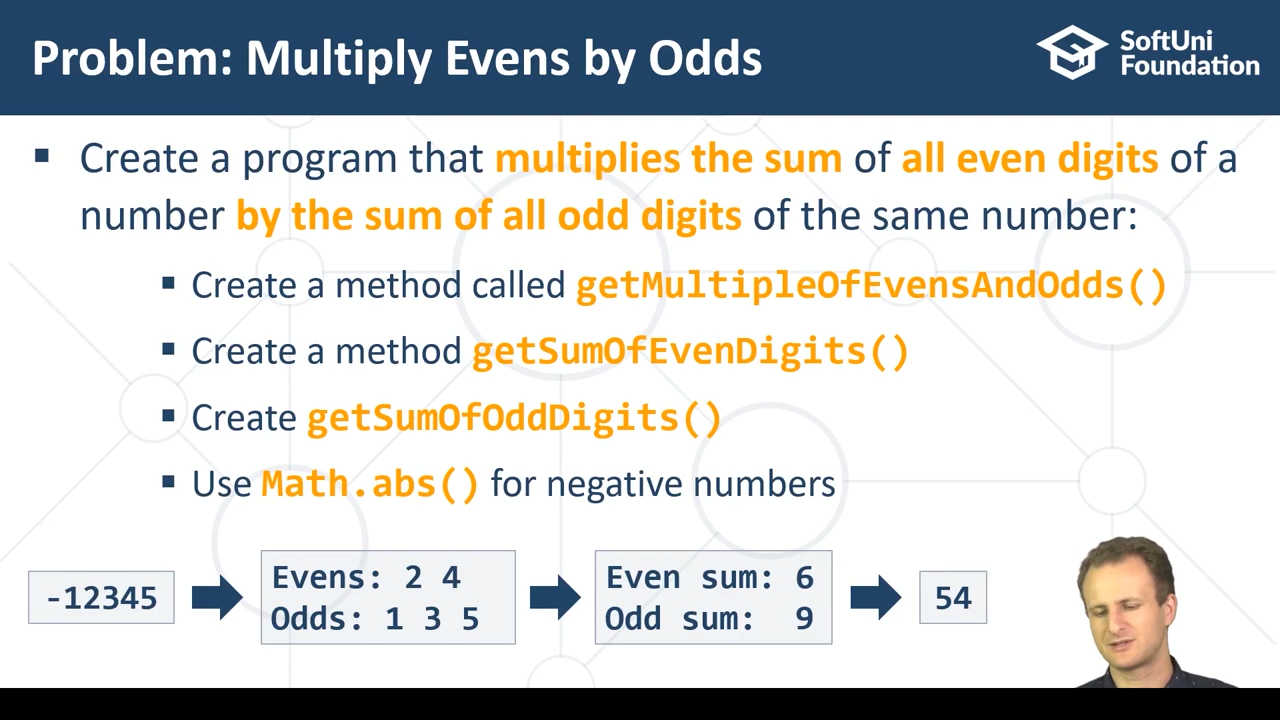 Problem: Multiply Evens by Odds
SoftUni
Foundation
▪ Create a program that multiplies the sum of all even digits of a
number by the sum of all odd digits of the same number:
▪ Create a method called getMultipleOfEvensAndOdds()
▪ Create a method getSumOfEvenDigits()
▪ Create getSumOfOddDigits()
▪ Use Math.abs() for negative numbers
-12345
Evens: 2 4
Odds: 1 3 5
Even sum: 6
Odd sum: 9
54